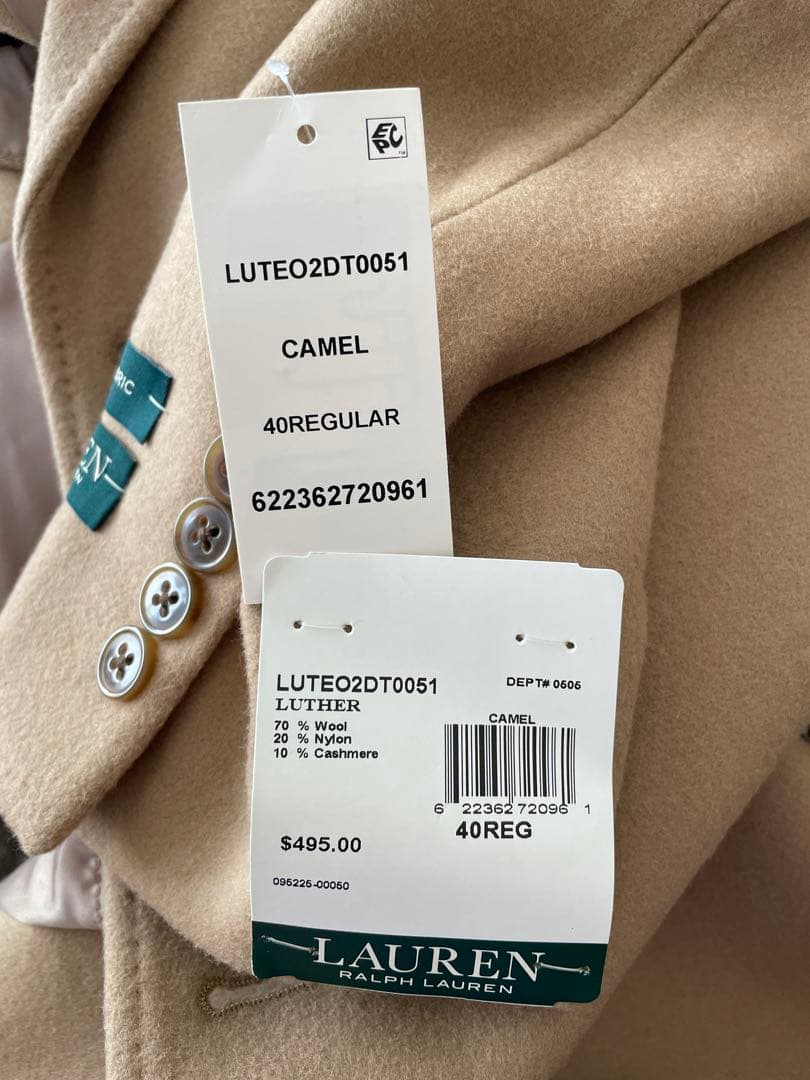 EPC
LUTEO2DT0051
CAMEL
40REGULAR
622362720961
LUTEO2DT0051
DEPT# 0505
LUTHER
70 % Wool
20 % Nylon
10 % Cashmere
CAMEL
6 22362 72096 1
40REG
$495.00
095225-00050
LAUREN
RALPH LAUREN